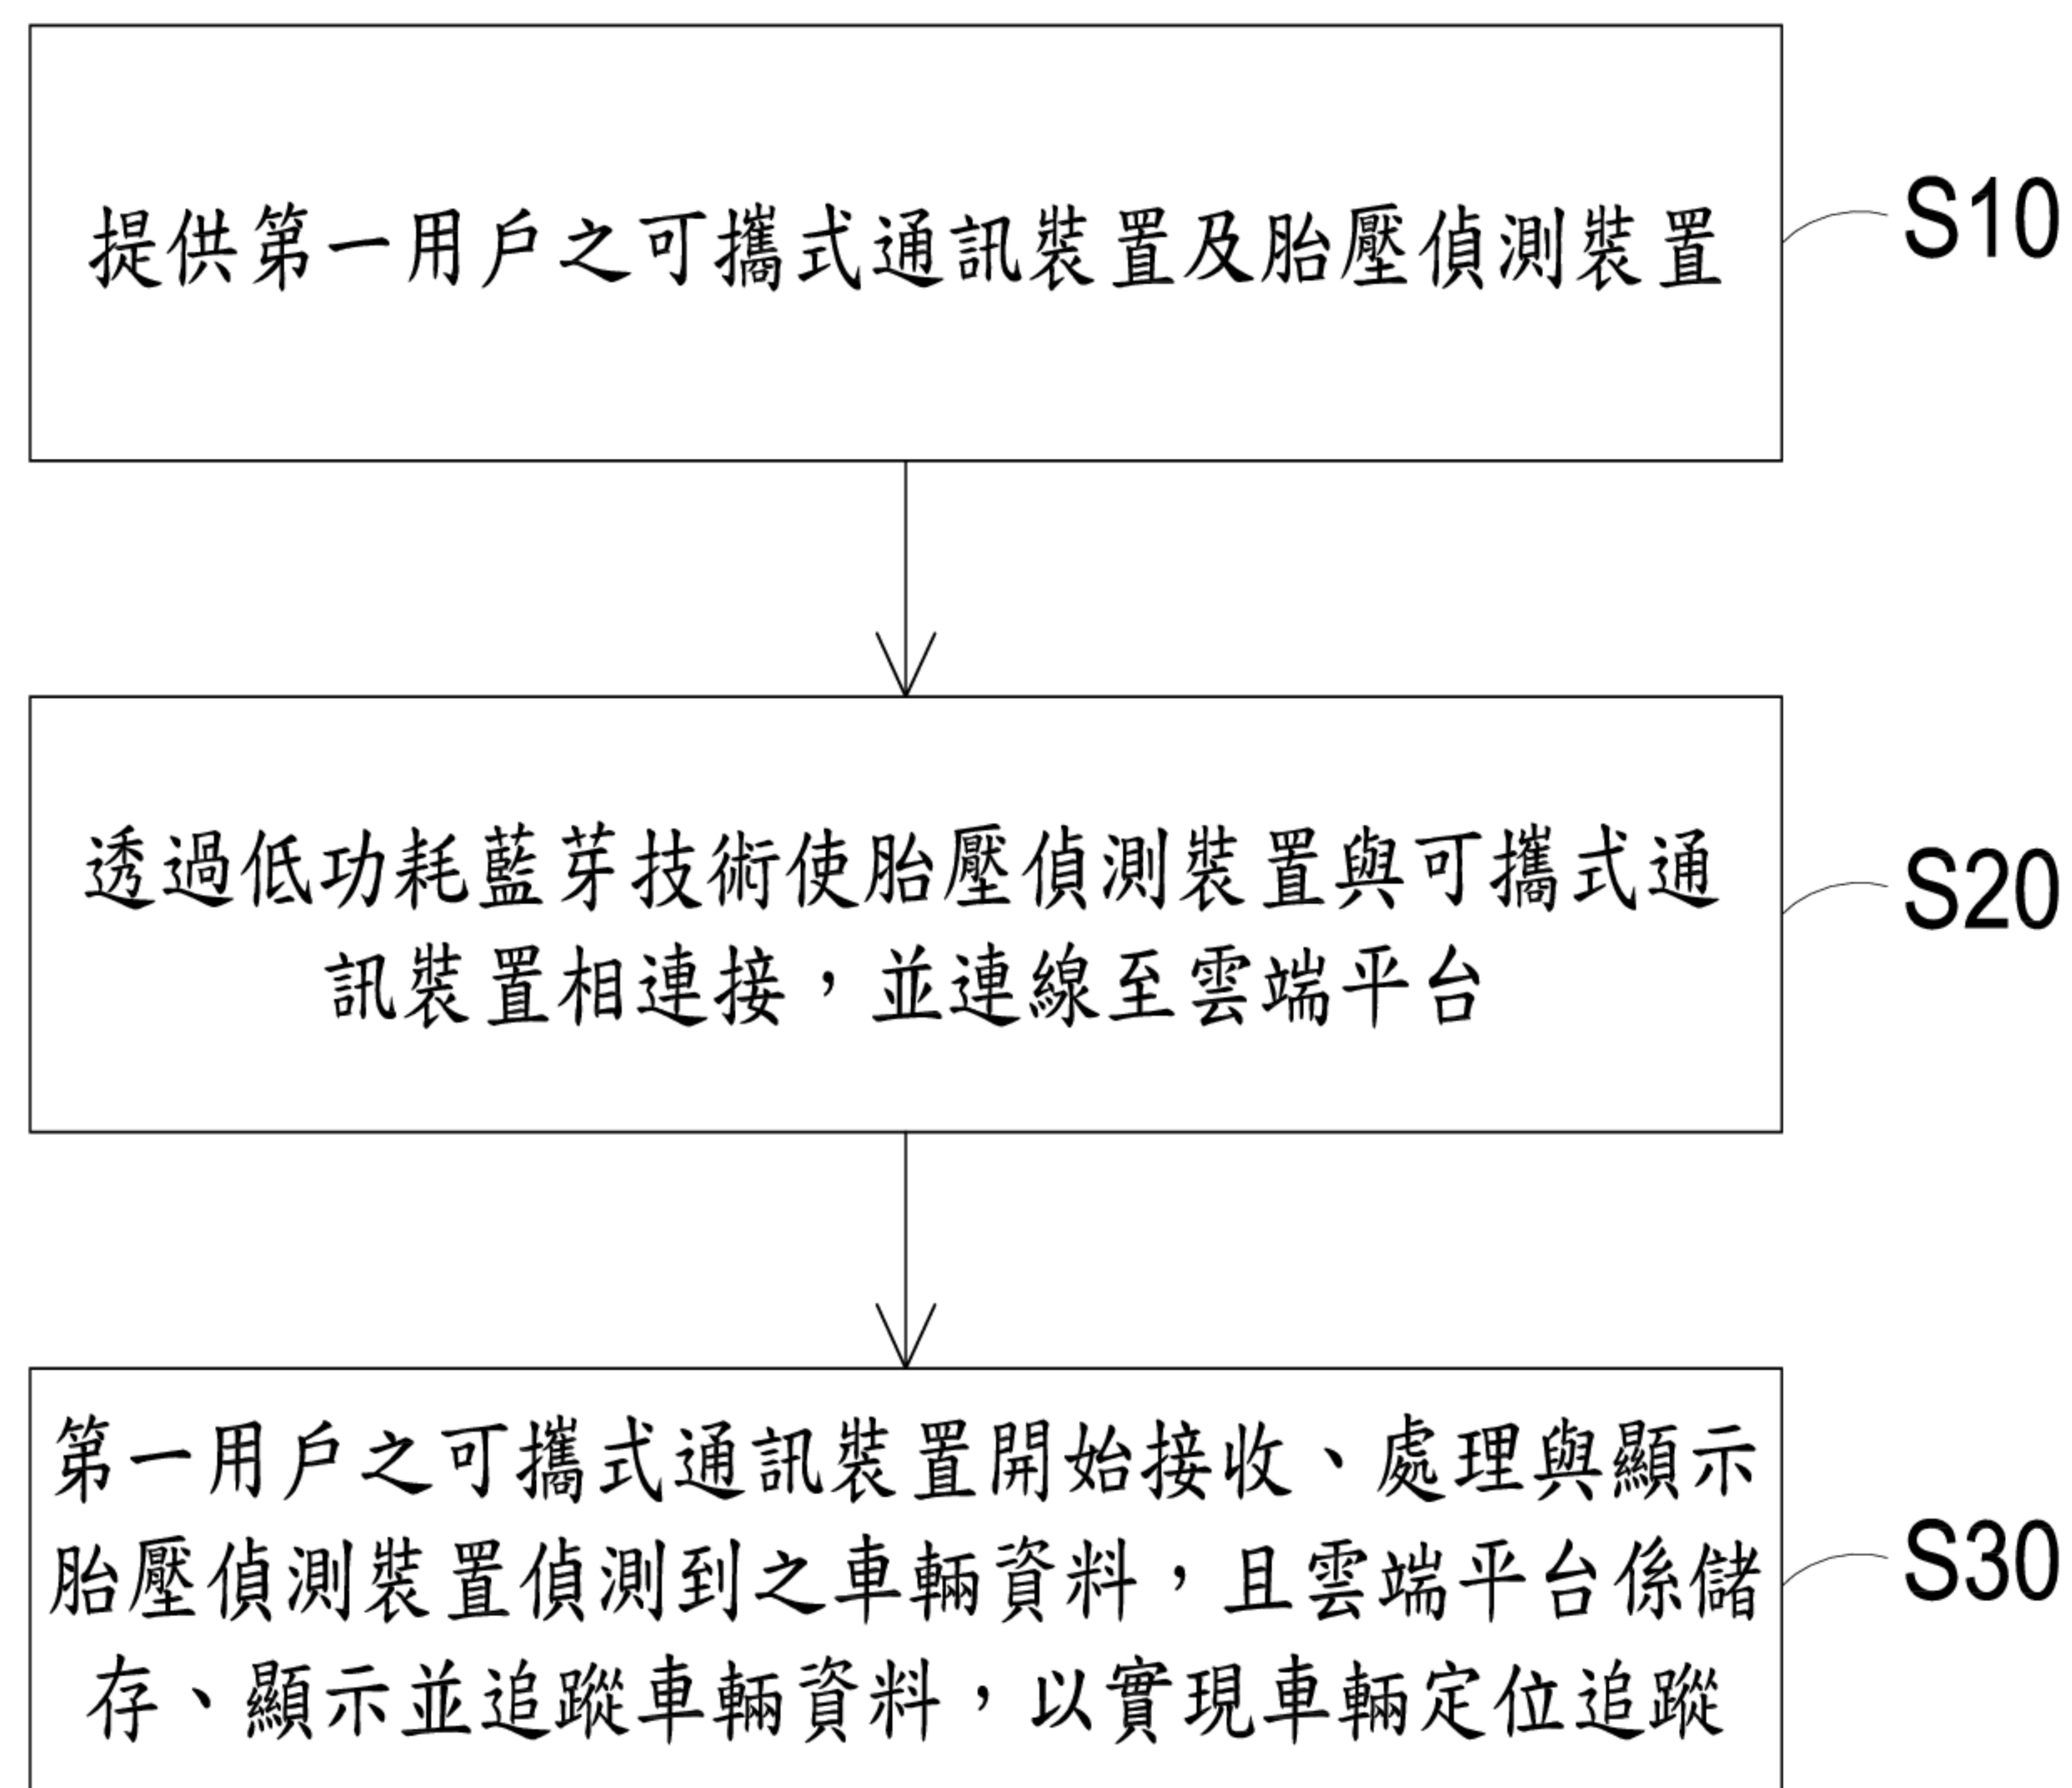 提供第一用戶之可攜式通訊裝置及胎壓偵測裝置
S10
透過低功耗藍芽技術使胎壓偵測裝置與可攜式通
訊裝置相連接，並連線至雲端平台
S20
第一用戶之可攜式通訊裝置開始接收、處理與顯示
胎壓偵測裝置偵測到之車輛資料，且雲端平台係儲
存、顯示並追蹤車輛資料，以實現車輛定位追蹤
S30